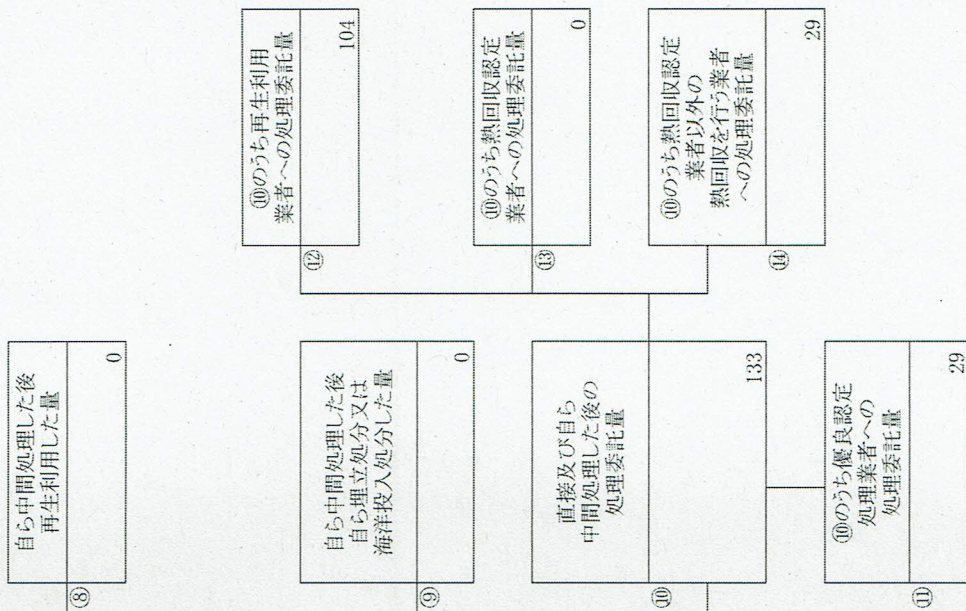 ⑧
自ら中間処理した後
再生利用した量
0
⑨
自ら中間処理した後
自ら埋立処分又は
海洋投入処分した量
0
⑩
直接及び自ら
中間処理した後の
処理委託量
133
⑪
⑩のうち優良認定
処理業者への
処理委託量
29
⑫
⑩のうち再生利用
業者への処理委託量
104
⑬
⑩のうち熱回収認定
業者への処理委託量
0
⑭
⑩のうち熱回収認定
業者以外の
熱回収を行う業者
への処理委託量
29